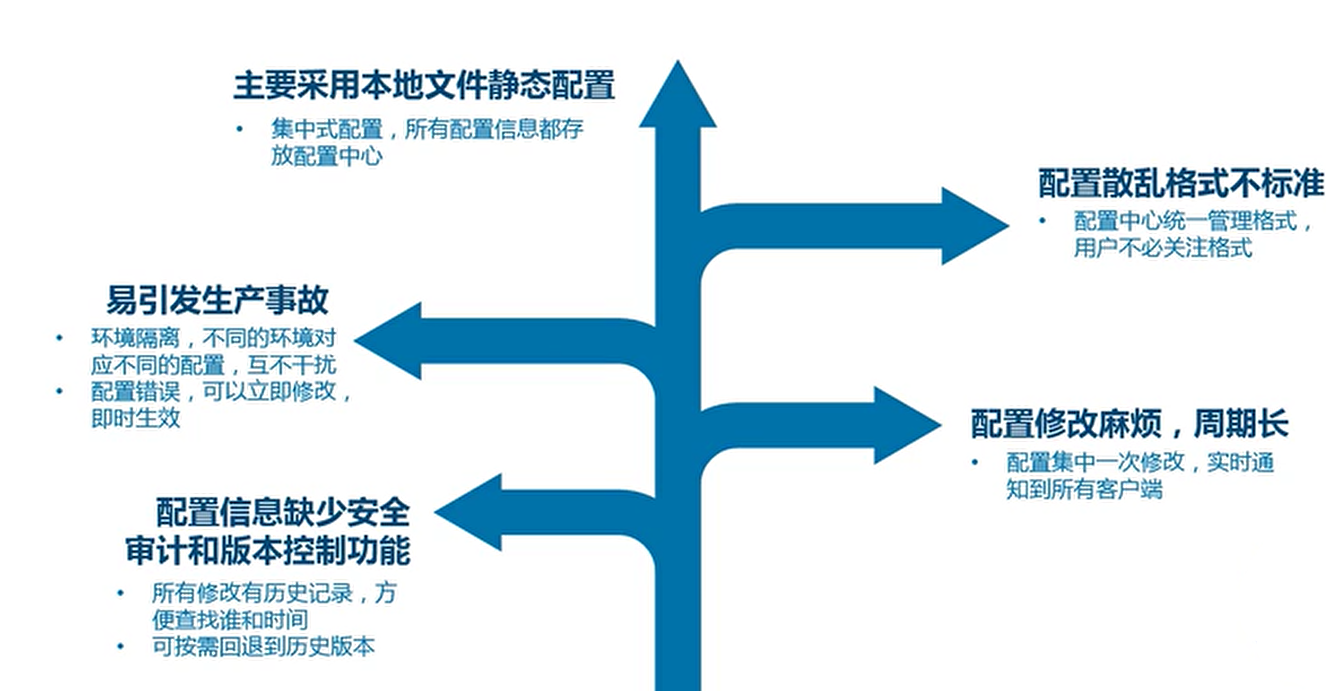 主要采用本地文件静态配置
• 集中式配置，所有配置信息都存
放配置中心
配置散乱格式不标准
• 配置中心统一管理格式，
用户不必关注格式
易引发生产事故
• 环境隔离，不同的环境对
应不同的配置，互不干扰
• 配置错误，可以立即修改，
即时生效
配置修改麻烦，周期长
• 配置集中一次修改，实时通
知到所有客户端
配置信息缺少安全
审计和版本控制功能
• 所有修改有历史记录，方
便查找谁和时间
• 可按需回退到历史版本